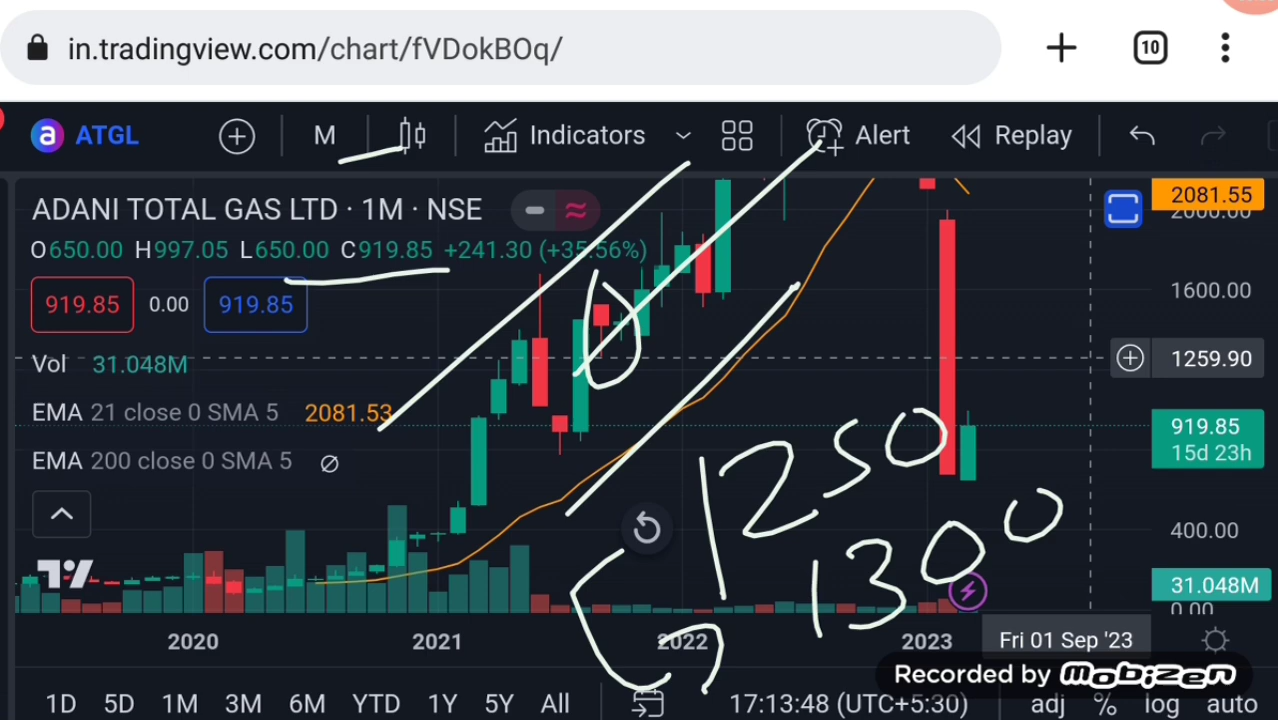 in.tradingview.com/chart/fVDokBOq/ 10
a ATGL M Indicators Alert Replay
ADANI TOTAL GAS LTD · 1M · NSE
O650.00 H997.05 L650.00 C919.85 +241.30 (+35.56%)
919.85 0.00 919.85
Vol 31.048M
EMA 21 close 0 SMA 5 2081.53
EMA 200 close 0 SMA 5 ∅
2081.55
2000.00
1600.00
1259.90
919.85
15d 23h
400.00
31.048M
0.00
1250
1300
2020 2021 2022 2023 Fri 01 Sep '23
Recorded by mobizen
1D 5D 1M 3M 6M YTD 1Y 5Y All 17:13:48 (UTC+5:30) adj % log auto